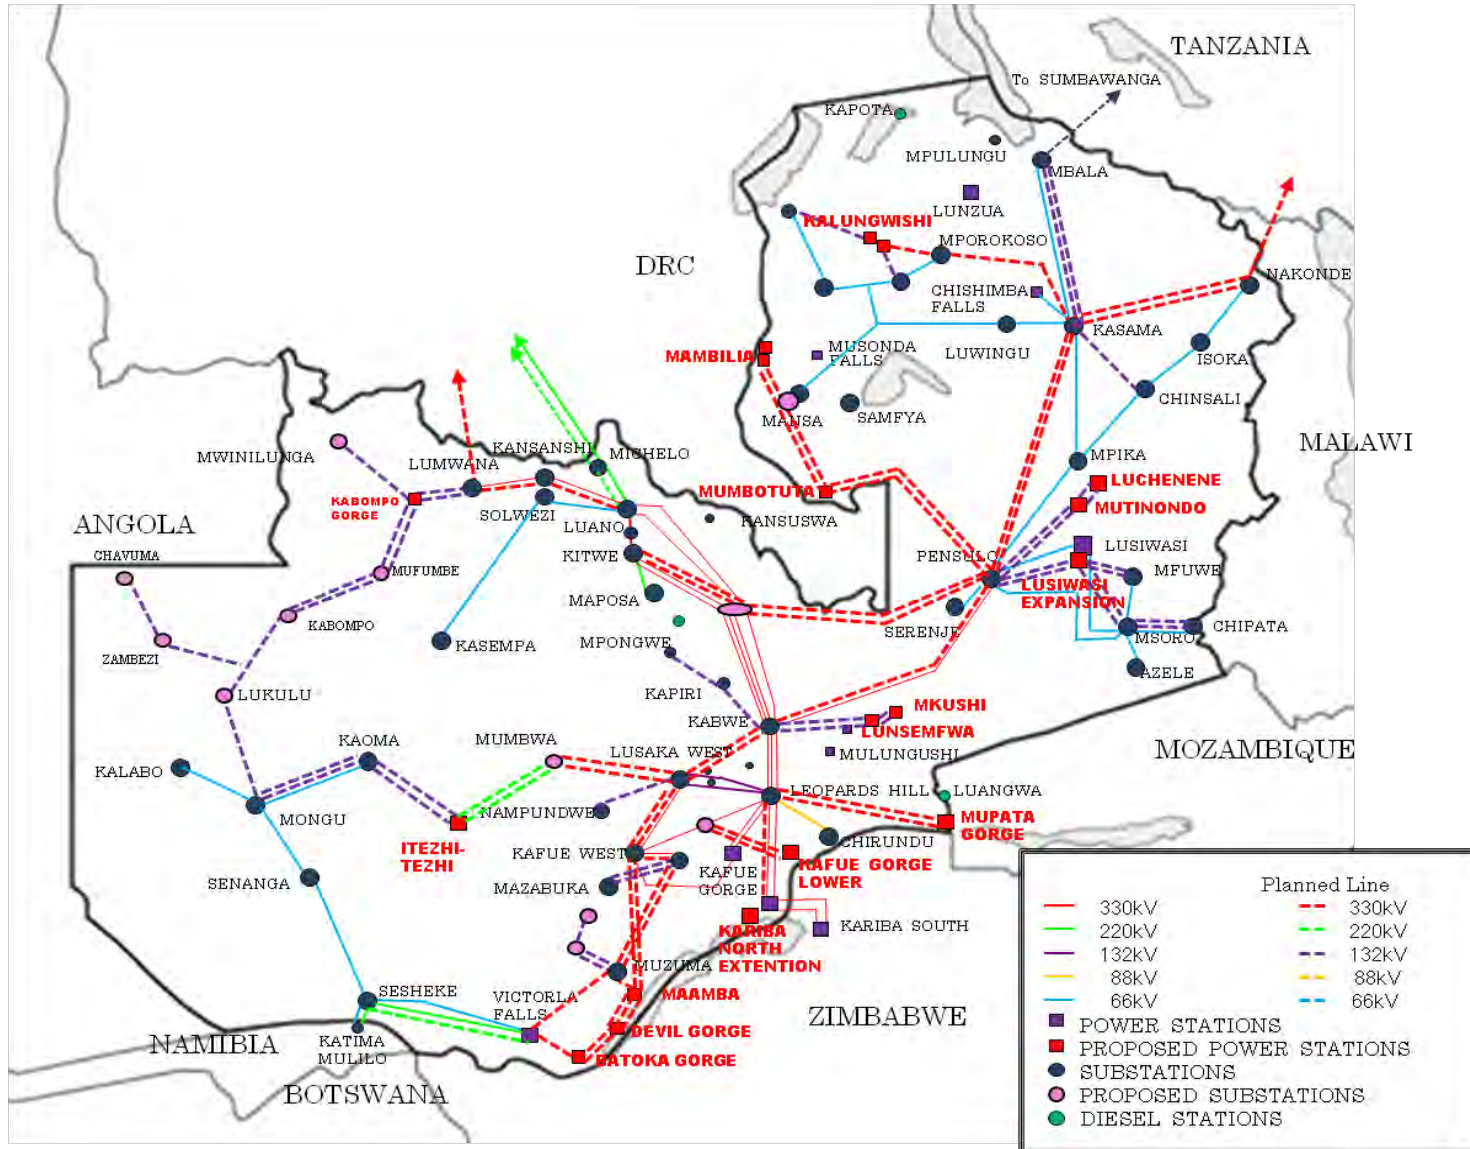 TANZANIA
To SUMBAWANGA
KAPOTA
MPULUNGU
MBALA
LUNZUA
KALUNGWISHI
MPOROKOSO
DRC
NAKONDE
CHISHIMBA
FALLS
KASAMA
MUSONDA
FALLS
LUWINGU
ISOKA
MAMBILIA
CHINSALI
MANSA
SAMFYA
MALAWI
KANSANSHI
MICHELO
MWINILUNGA
LUMWANA
MPIKA
LUCHENENE
MUMBOTUTA
KABOMPO
GORGE
SOLWEZI
MUTINONDO
ANGOLA
LUANO
KANSUSWA
CHAVUMA
KITWE
PENSULO
LUSIWASI
MUFUMBE
MFUWE
LUSIWASI
EXPANSION
MAPOSA
KABOMPO
SERENJE
CHIPATA
MSORO
ZAMBEZI
KASEMPA
MPONGWE
AZELE
LUKULU
KAPIRI
MKUSHI
KABWE
LUNSEMFWA
KAOMA
MUMBWA
LUSAKA WEST
MULUNGUSHI
MOZAMBIQUE
KALABO
LEOPARDS HILL
LUANGWA
MONGU
NAMPUNDWE
MUPATA
GORGE
ITEZHI-
TEZHI
KAFUE WEST
CHIRUNDU
KAFUE
GORGE
KAFUE GORGE
LOWER
SENANGA
MAZABUKA
KARIBA SOUTH
KARIBA
NORTH
EXTENTION
MUZUMA
SESHEKE
VICTORLA
FALLS
MAAMBA
ZIMBABWE
DEVIL GORGE
NAMIBIA
KATIMA
MULILO
BATOKA GORGE
BOTSWANA
Planned Line
330kV 330kV
220kV 220kV
132kV 132kV
88kV 88kV
66kV 66kV
POWER STATIONS
PROPOSED POWER STATIONS
SUBSTATIONS
PROPOSED SUBSTATIONS
DIESEL STATIONS